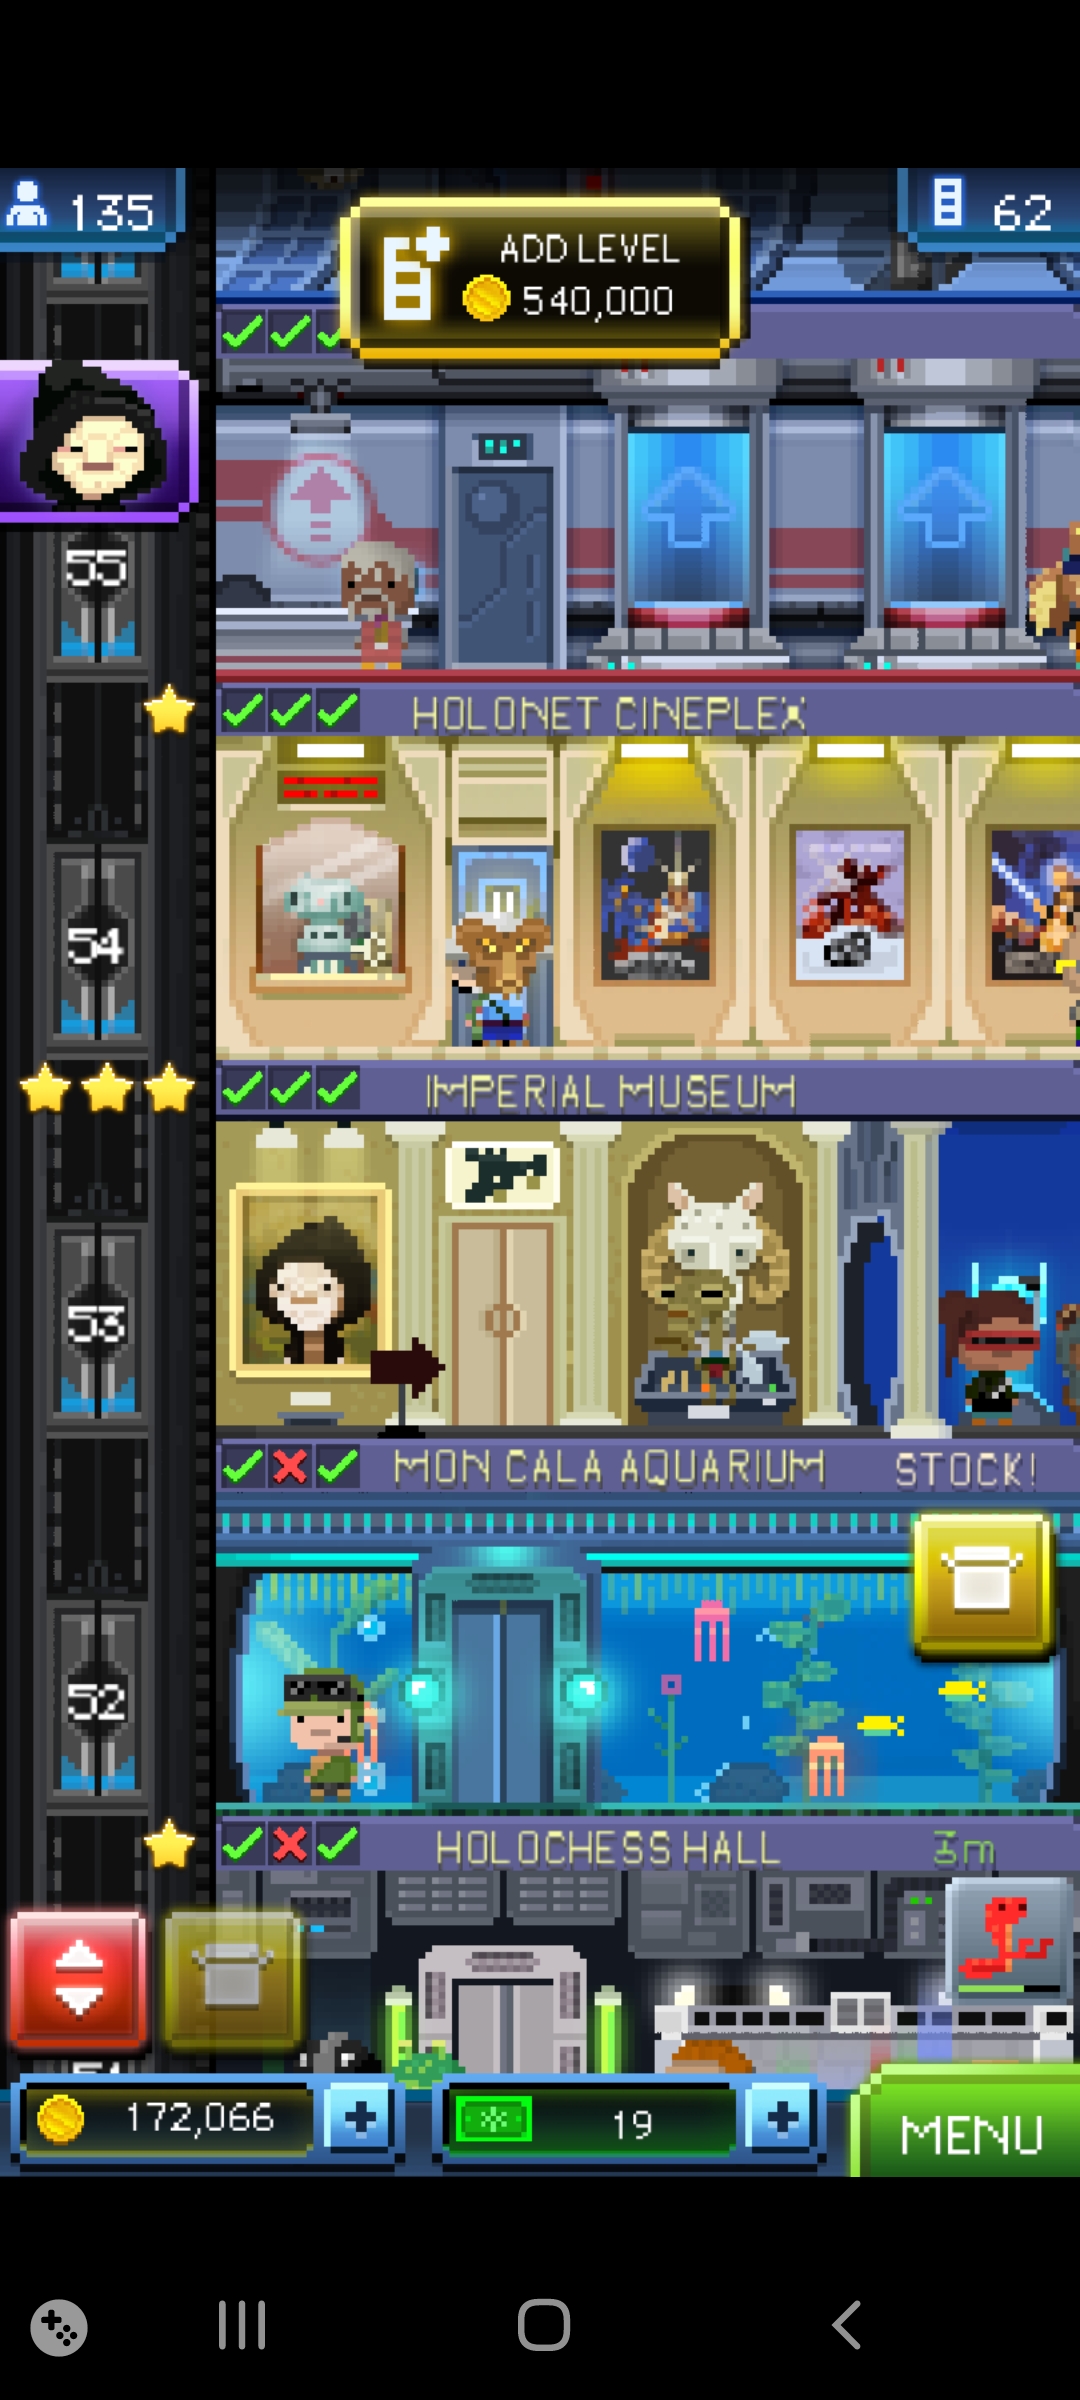 135
ADD LEVEL
540,000
62
55
HOLONET CINEPLEX
54
IMPERIAL MUSEUM
53
MON CALA AQUARIUM
STOCK!
52
HOLOCHESS HALL
3m
172,066
19
MENU